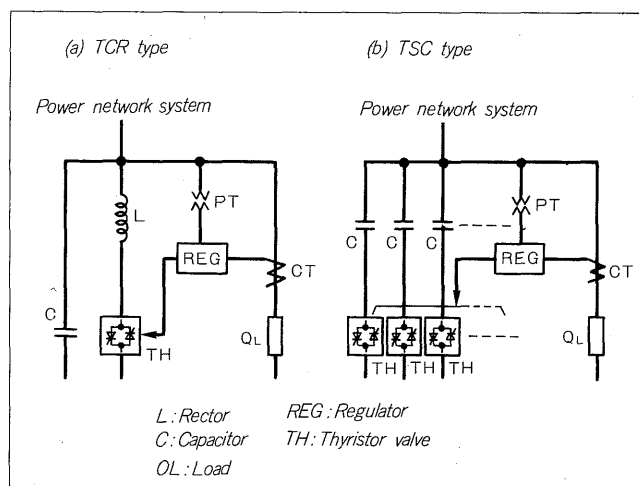 (a) TCR type
(b) TSC type
Power network system
Power network system
L
PT
REG
CT
C
TH
QL
C
C
C
PT
REG
CT
TH
TH
TH
QL
L : Rector
REG : Regulator
C : Capacitor
TH : Thyristor valve
OL : Load